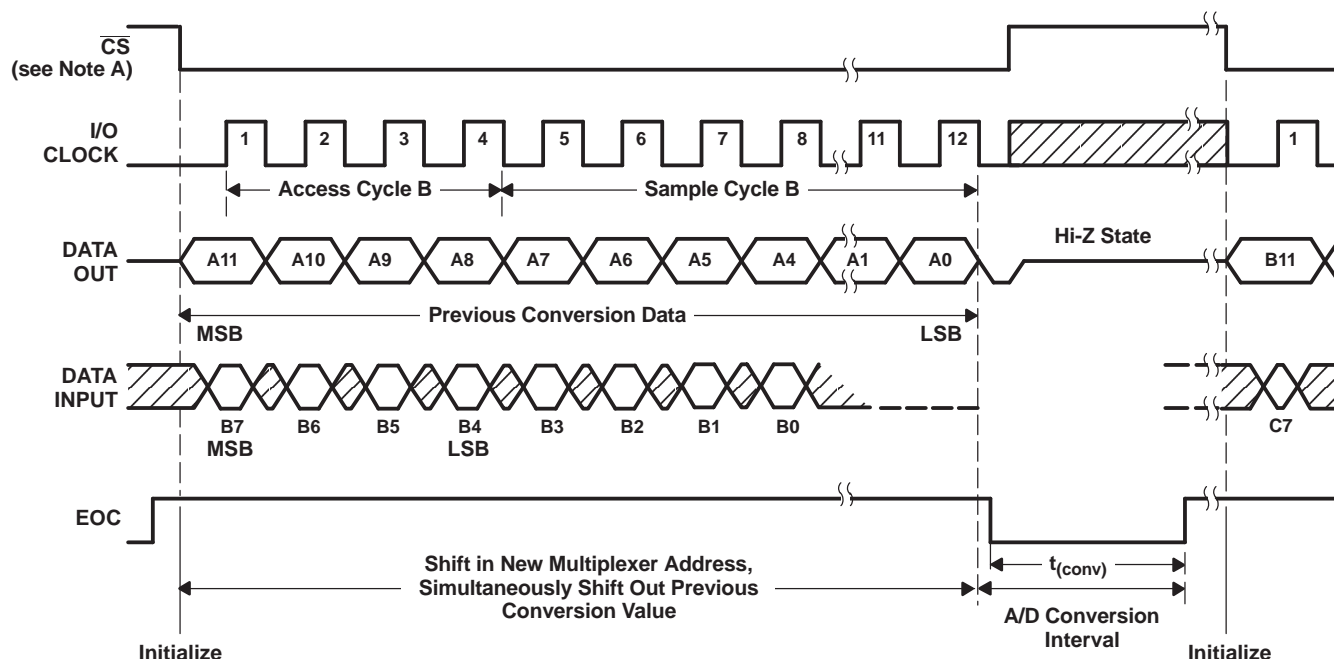 CS
(see Note A)
I/O
CLOCK
1 2 3 4 5 6 7 8 11 12 1
Access Cycle B Sample Cycle B
DATA
OUT
A11 A10 A9 A8 A7 A6 A5 A4 A1 A0 Hi-Z State B11
Previous Conversion Data
MSB LSB
DATA
INPUT
B7 B6 B5 B4 B3 B2 B1 B0 C7
MSB LSB
EOC
Shift in New Multiplexer Address,
Simultaneously Shift Out Previous
Conversion Value
t(conv)
A/D Conversion
Interval
Initialize Initialize